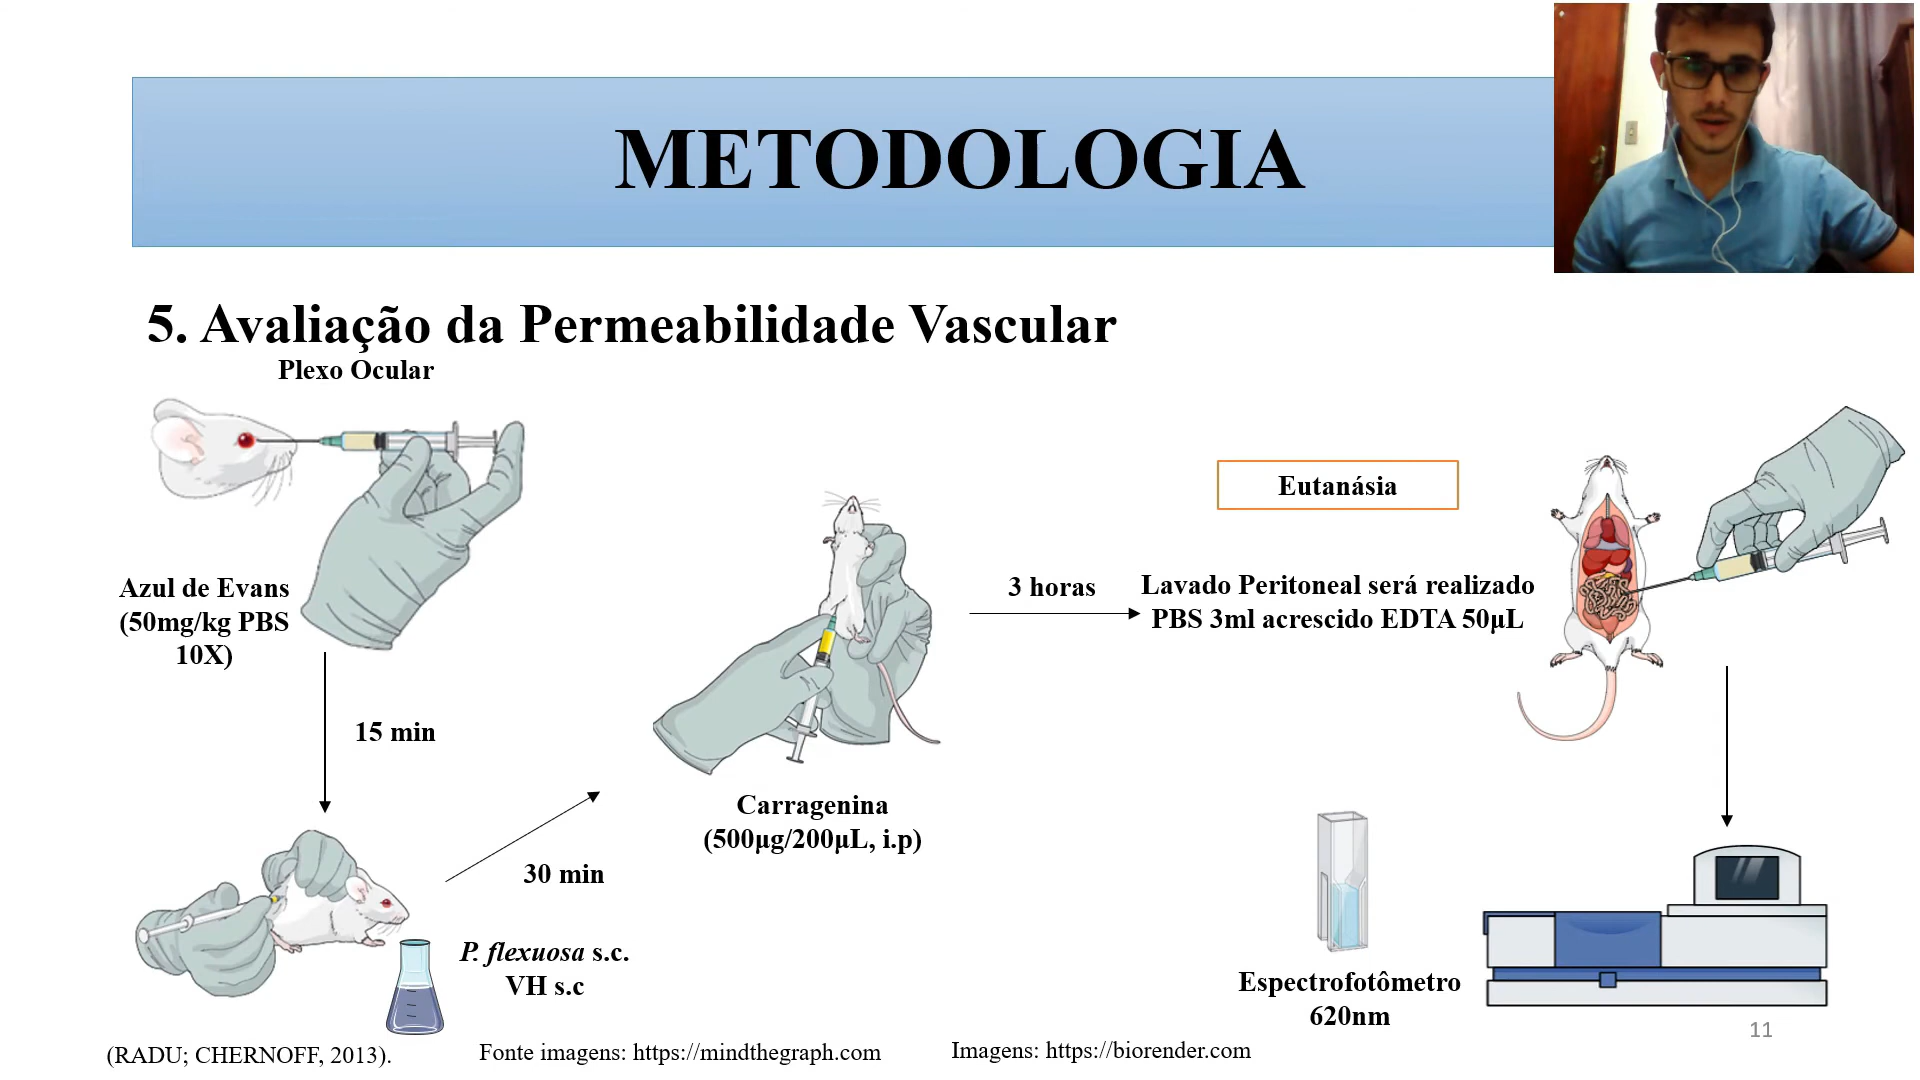 METODOLOGIA
5. Avaliação da Permeabilidade Vascular
Plexo Ocular
Azul de Evans
(50mg/kg PBS
10X)
15 min
P. flexuosa s.c.
VH s.c
30 min
Carragenina
(500µg/200µL, i.p)
3 horas
Eutanásia
Lavado Peritoneal será realizado
PBS 3ml acrescido EDTA 50µL
Espectrofotômetro
620nm
11
(RADU; CHERNOFF, 2013).
Fonte imagens: https://mindthegraph.com
Imagens: https://biorender.com